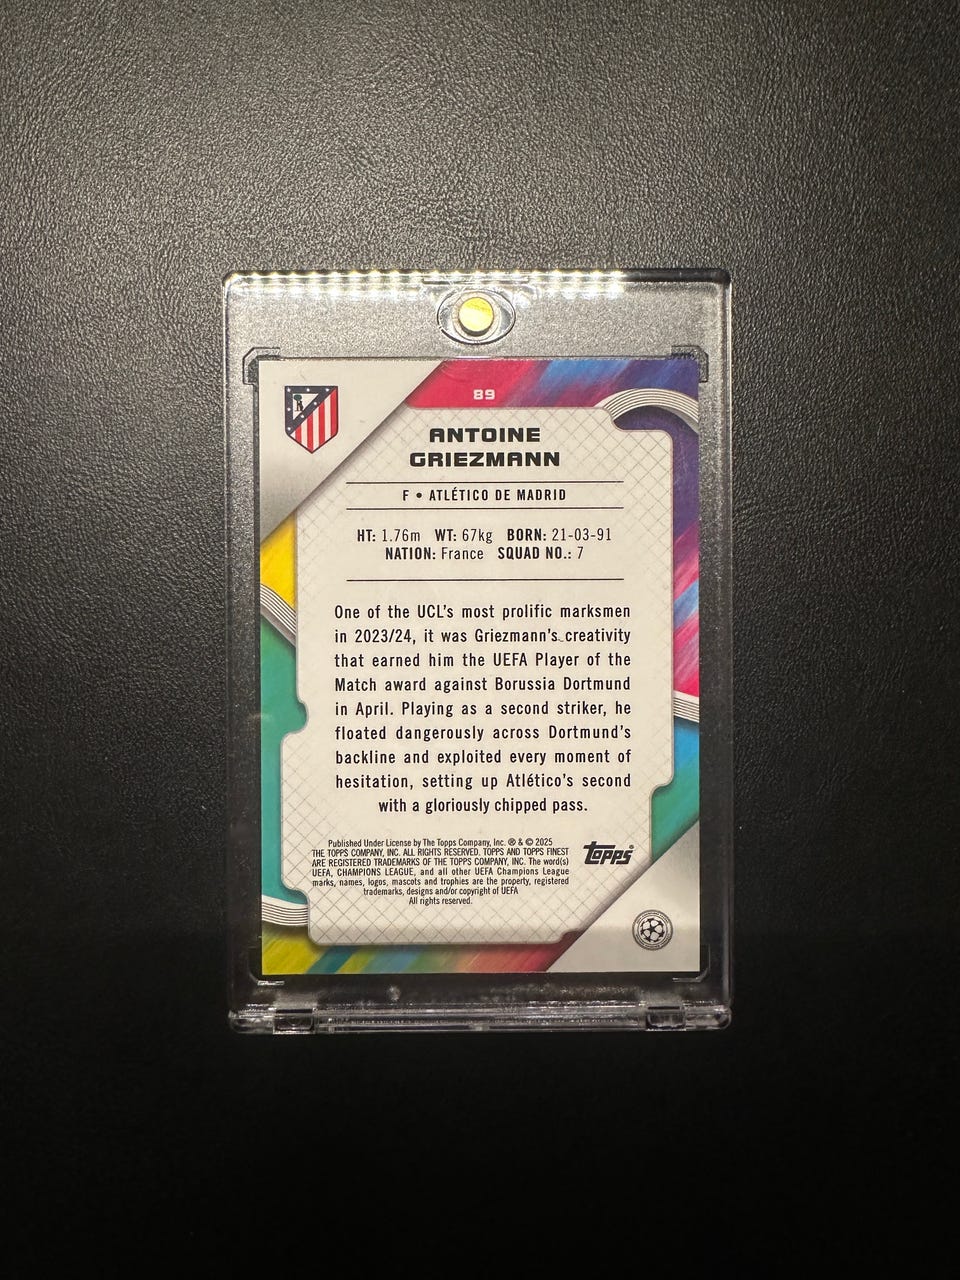 89
ANTOINE
GRIEZMANN
F • ATLÉTICO DE MADRID
HT: 1.76m WT: 67kg BORN: 21-03-91
NATION: France SQUAD NO.: 7
One of the UCL's most prolific marksmen
in 2023/24, it was Griezmann's creativity
that earned him the UEFA Player of the
Match award against Borussia Dortmund
in April. Playing as a second striker, he
floated dangerously across Dortmund's
backline and exploited every moment of
hesitation, setting up Atlético's second
with a gloriously chipped pass.
Published Under License by The Topps Company, Inc. ® & © 2025
THE TOPPS COMPANY, INC. ALL RIGHTS RESERVED. TOPPS AND TOPPS FINEST
ARE REGISTERED TRADEMARKS OF THE TOPPS COMPANY, INC. The word(s)
UEFA, CHAMPIONS LEAGUE, and all other UEFA Champions League
marks, names, logos, mascots and trophies are the property, registered
trademarks, designs and/or copyright of UEFA
All rights reserved.
topps®